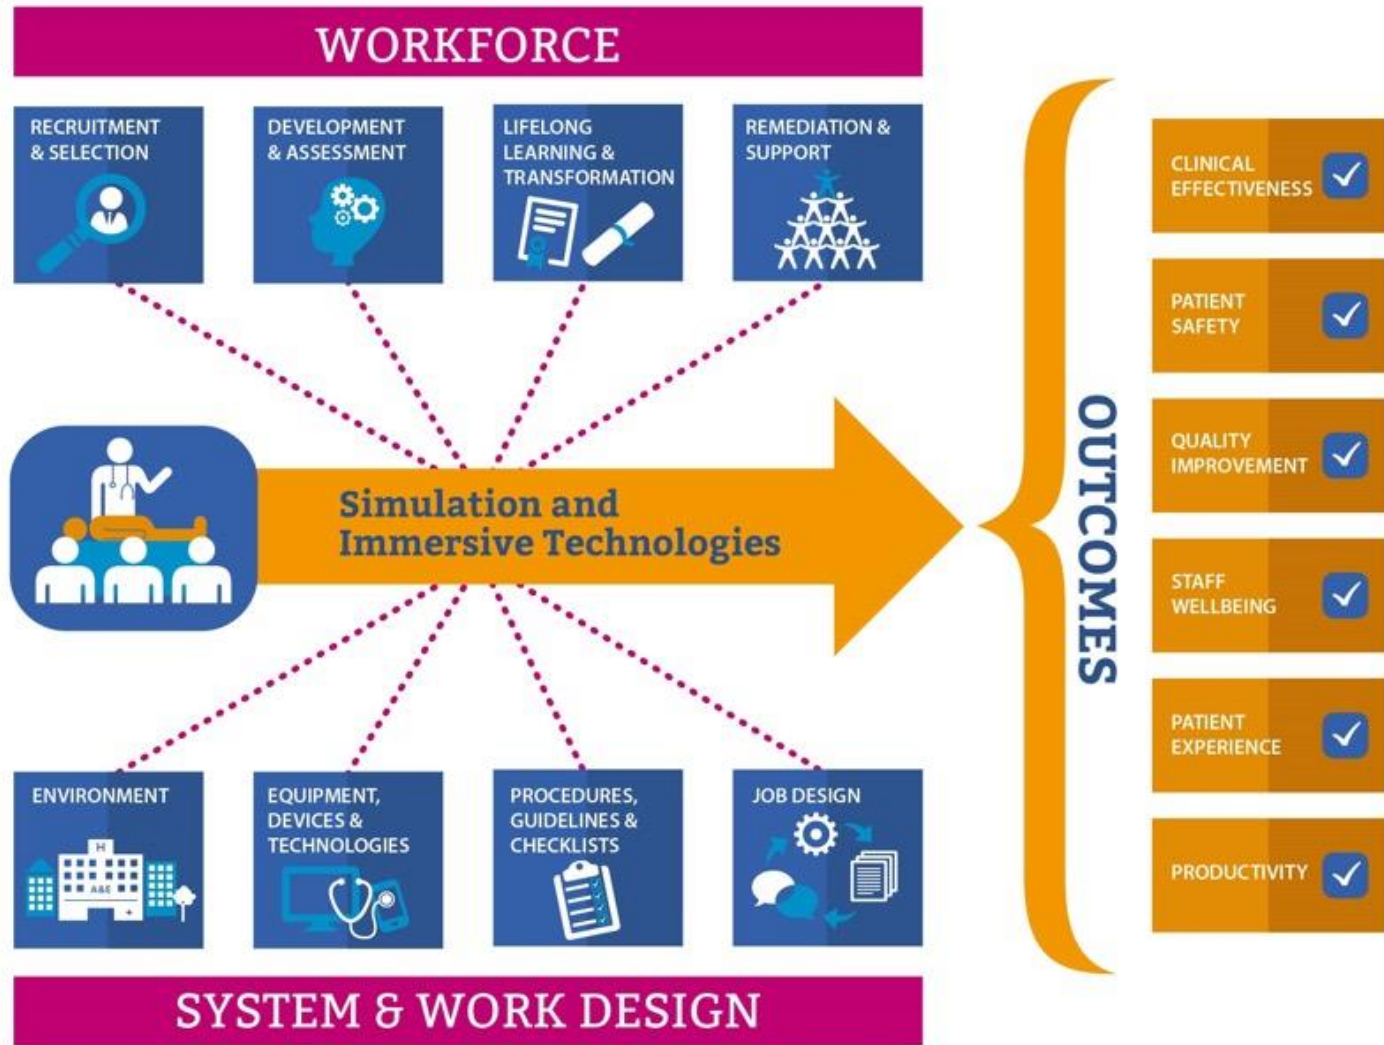 WORKFORCE
RECRUITMENT
& SELECTION
DEVELOPMENT
& ASSESSMENT
LIFELONG
LEARNING &
TRANSFORMATION
REMEDIATION &
SUPPORT
Simulation and
Immersive Technologies
ENVIRONMENT
H
A&E
EQUIPMENT,
DEVICES &
TECHNOLOGIES
PROCEDURES,
GUIDELINES &
CHECKLISTS
JOB DESIGN
SYSTEM & WORK DESIGN
OUTCOMES
CLINICAL
EFFECTIVENESS
PATIENT
SAFETY
QUALITY
IMPROVEMENT
STAFF
WELLBEING
PATIENT
EXPERIENCE
PRODUCTIVITY